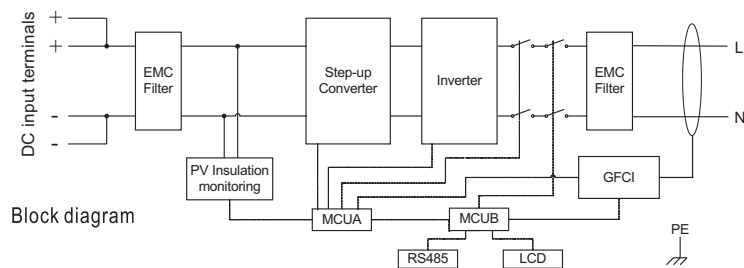 DC input terminals
+
+
-
-
EMC
Filter
Step-up
Converter
Inverter
EMC
Filter
L
N
PV Insulation
monitoring
GFCI
MCUA
MCUB
RS485
LCD
PE
Block diagram